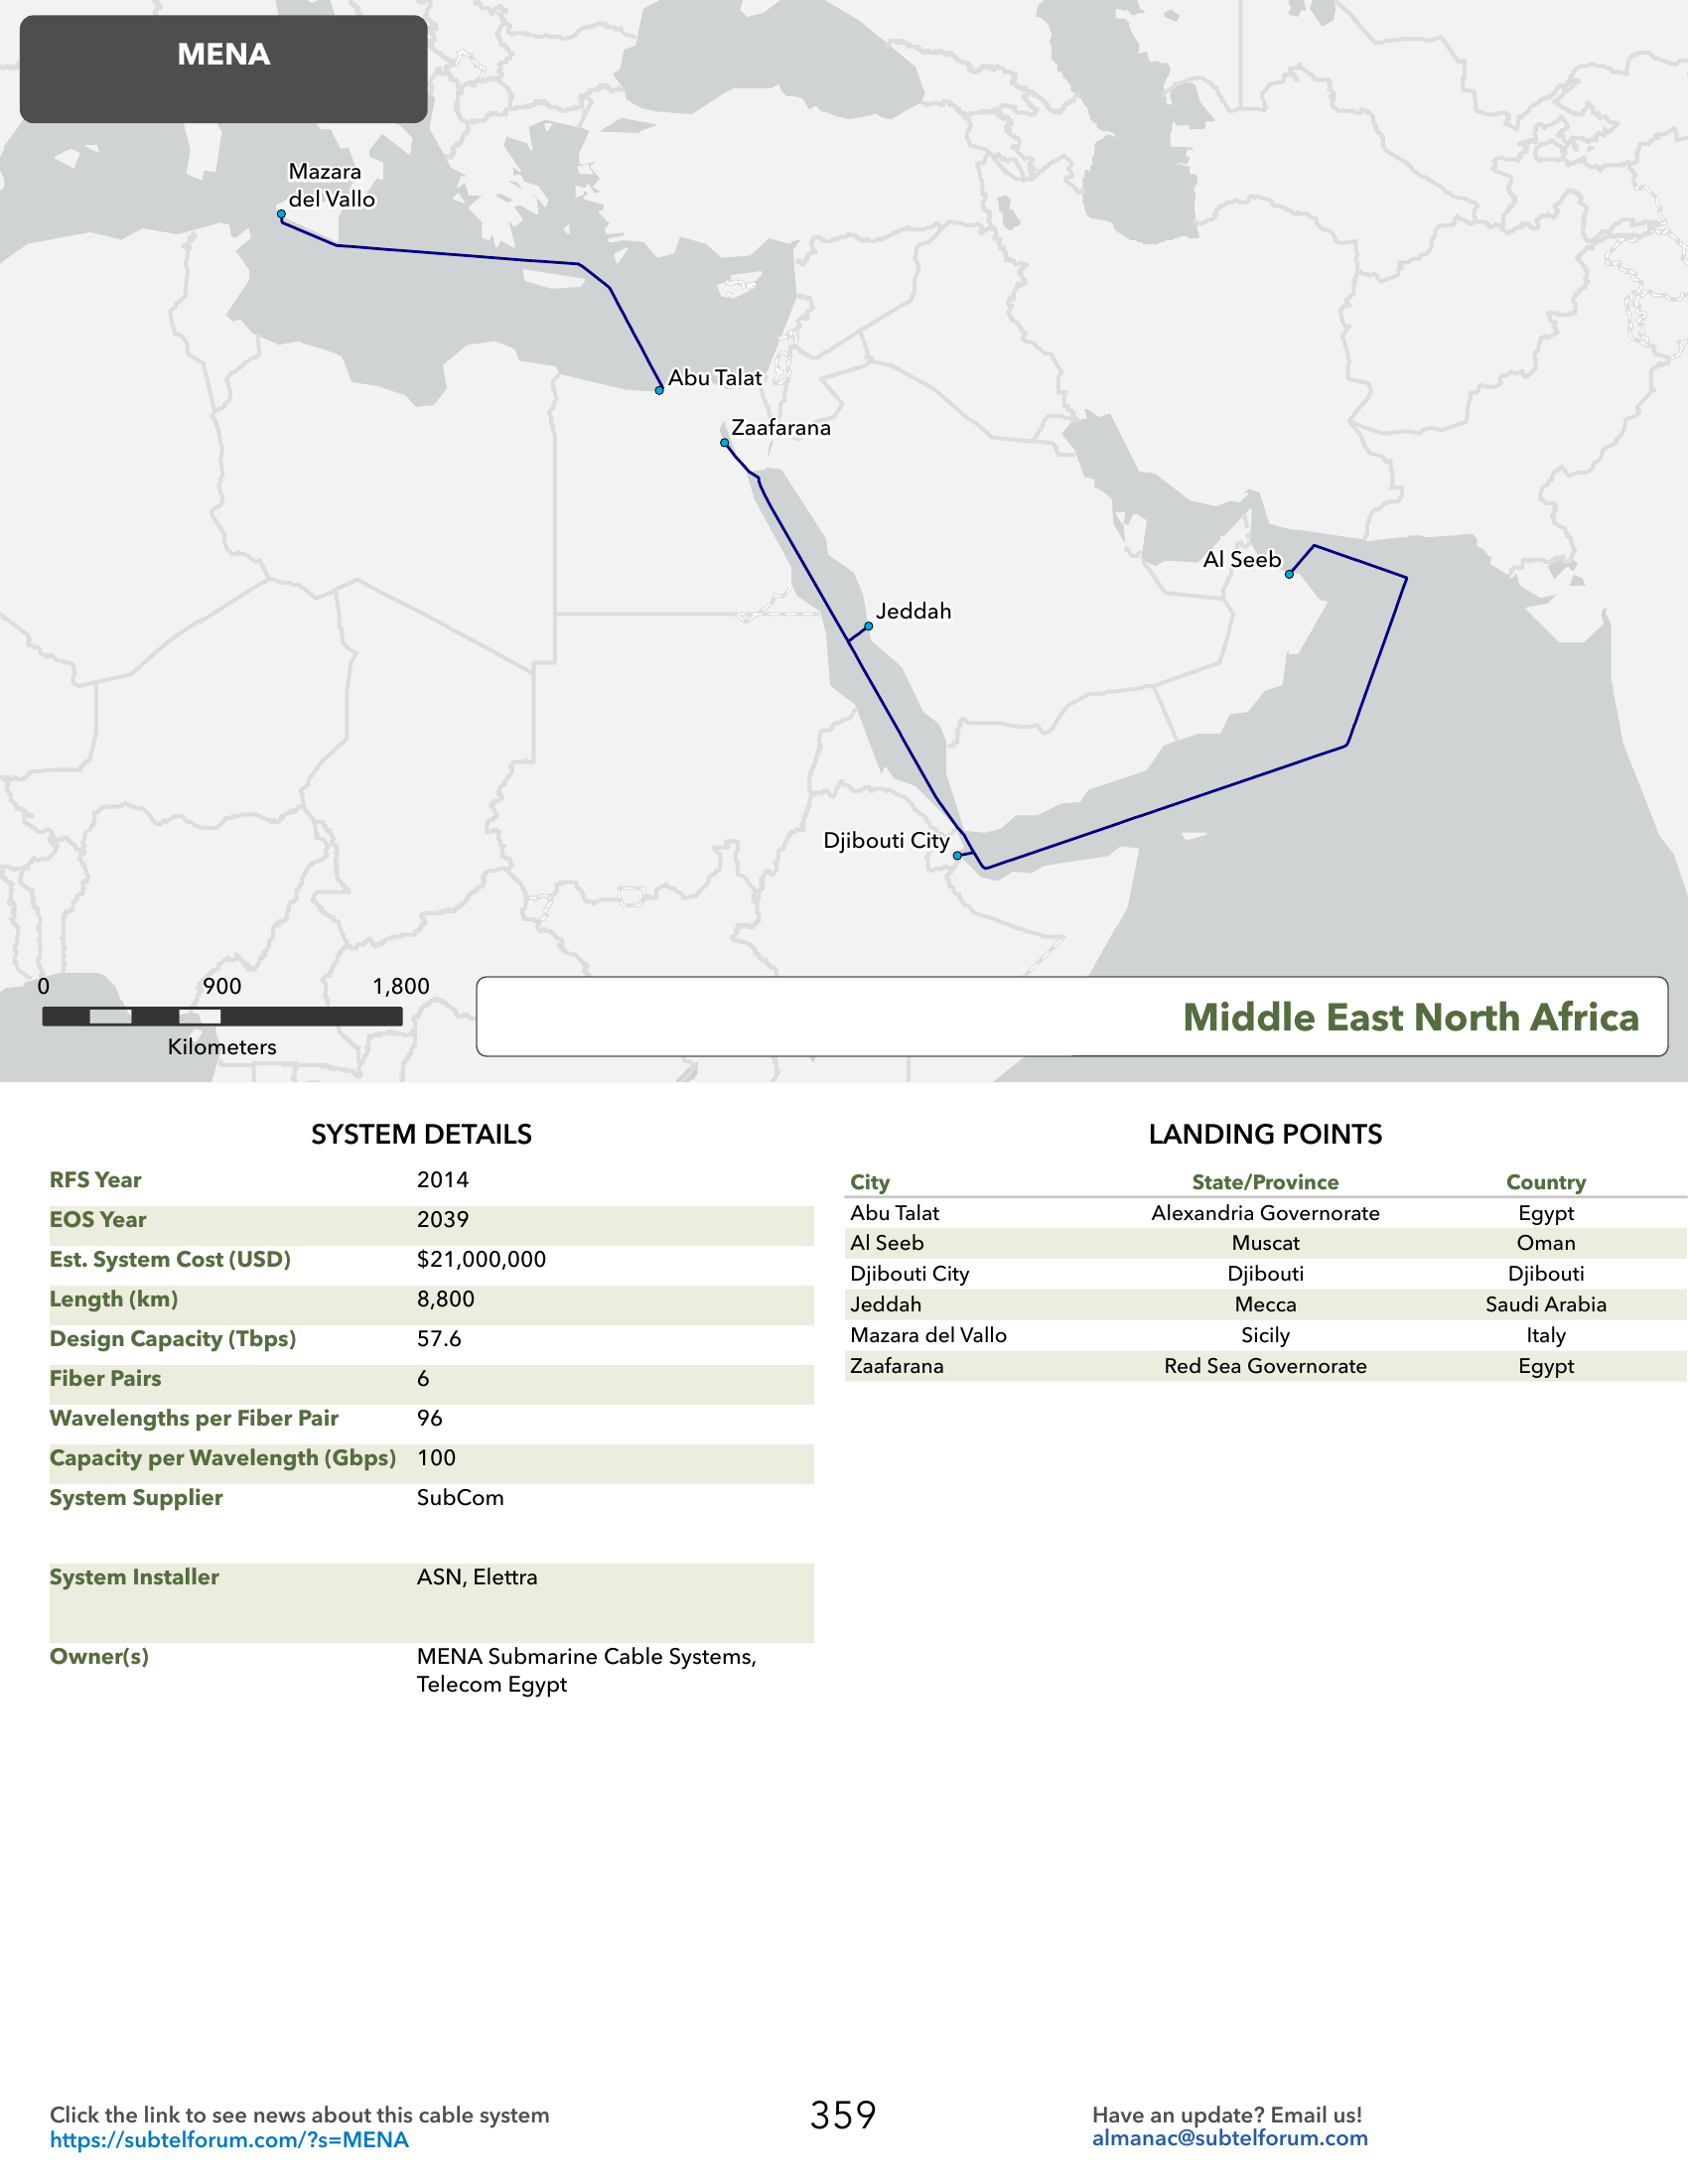 MENA
Mazara
del Vallo
Abu Talat
Zaafarana
Al Seeb
Jeddah
Djibouti City
0 900 1,800
Kilometers
Middle East North Africa
SYSTEM DETAILS
RFS Year 2014
EOS Year 2039
Est. System Cost (USD) $21,000,000
Length (km) 8,800
Design Capacity (Tbps) 57.6
Fiber Pairs 6
Wavelengths per Fiber Pair 96
Capacity per Wavelength (Gbps) 100
System Supplier SubCom
System Installer ASN, Elettra
Owner(s) MENA Submarine Cable Systems,
Telecom Egypt
LANDING POINTS
City State/Province Country
Abu Talat Alexandria Governorate Egypt
Al Seeb Muscat Oman
Djibouti City Djibouti Djibouti
Jeddah Mecca Saudi Arabia
Mazara del Vallo Sicily Italy
Zaafarana Red Sea Governorate Egypt
Click the link to see news about this cable system
https://subtelforum.com/?s=MENA
359
Have an update? Email us!
almanac@subtelforum.com